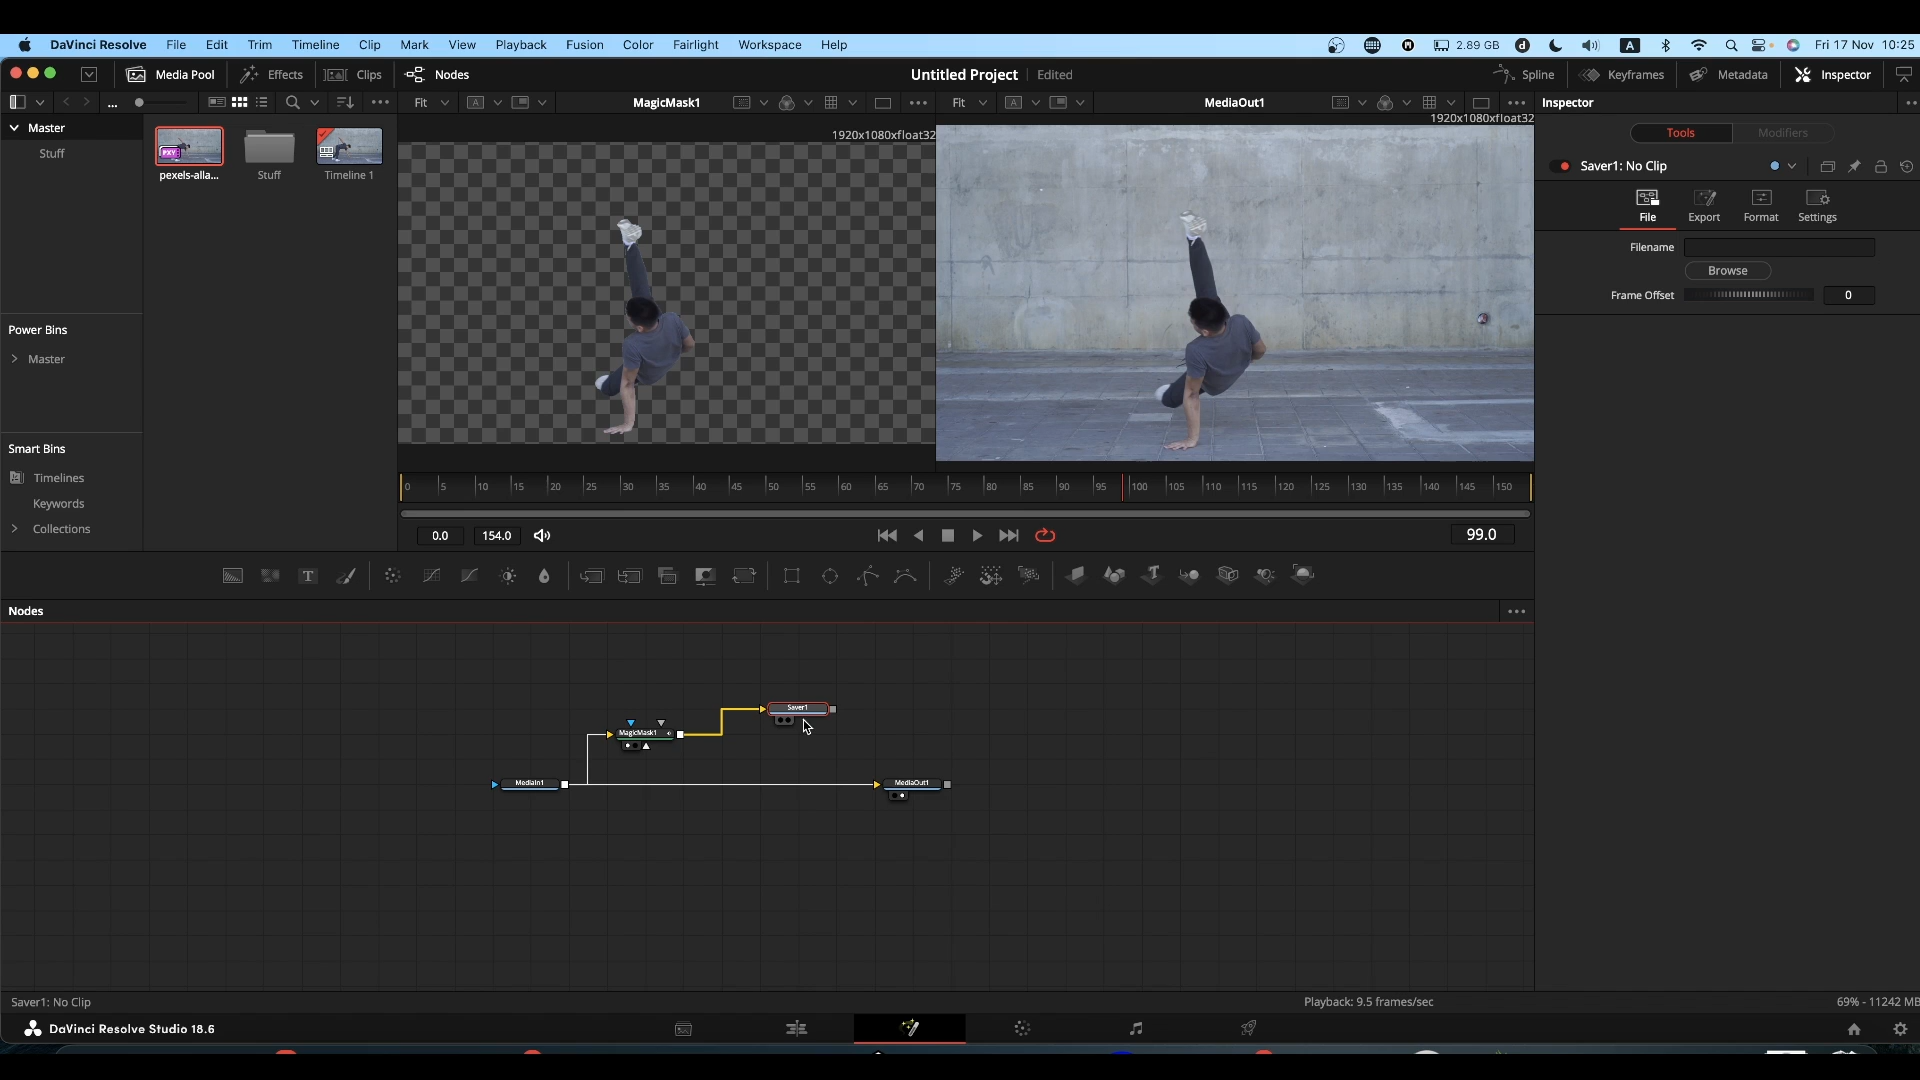 DaVinci Resolve File Edit Trim Timeline Clip Mark View Playback Fusion Color Fairlight Workspace Help 2.89 GB d A Fri 17 Nov 10:25
Media Pool Effects Clips Nodes Untitled Project Edited Spline Keyframes Metadata Inspector
... Fit A MagicMask1 Fit A MediaOut1 Inspector
1920x1080xfloat32 1920x1080xfloat32
Master
Stuff
PXY
pexels-alla... Stuff Timeline 1
Power Bins
Master
Smart Bins
Timelines
Keywords
Collections
Tools Modifiers
Saver1: No Clip
File Export Format Settings
Filename
Browse
Frame Offset 0
0 5 10 15 20 25 30 35 40 45 50 55 60 65 70 75 80 85 90 95 100 105 110 115 120 125 130 135 140 145 150
0.0 154.0 99.0
T T
Nodes
Saver1
MagicMask1
MediaIn1 MediaOut1
Saver1: No Clip Playback: 9.5 frames/sec 69% - 11242 MB
DaVinci Resolve Studio 18.6